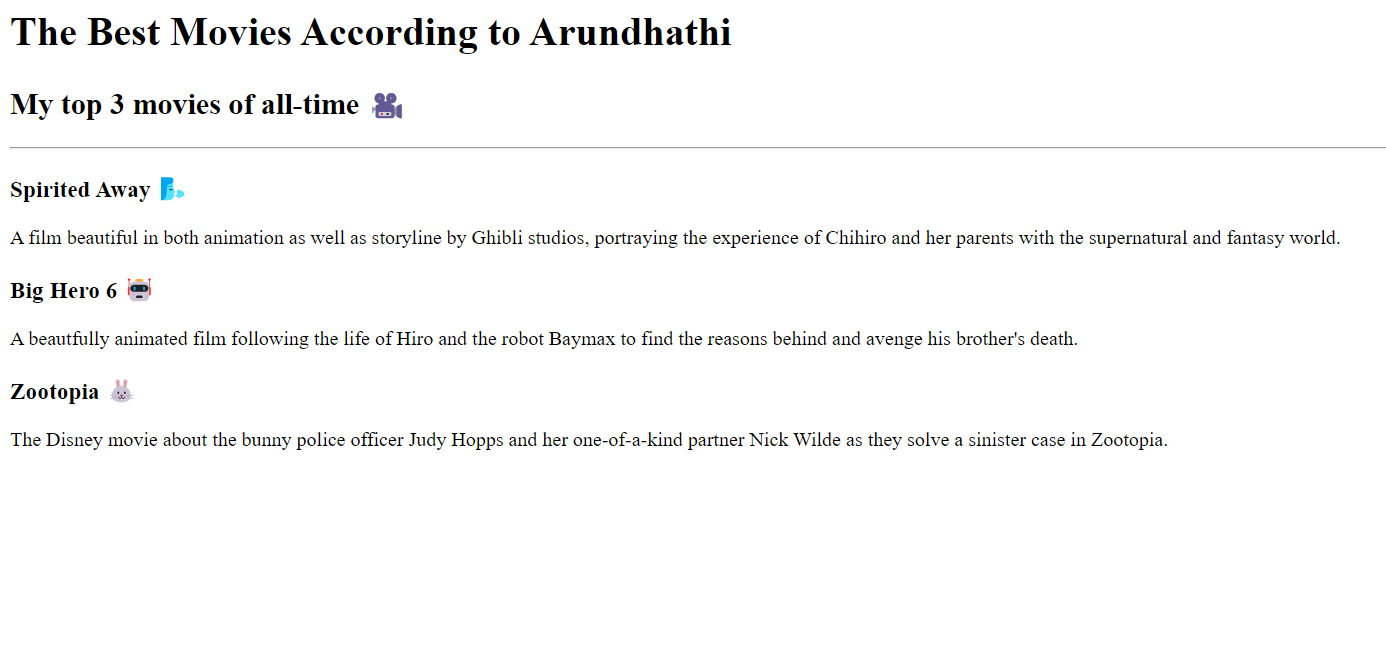 The Best Movies According to Arundhathi
My top 3 movies of all-time 🎥
Spirited Away 🌬️
A film beautiful in both animation as well as storyline by Ghibli studios, portraying the experience of Chihiro and her parents with the supernatural and fantasy world.
Big Hero 6 🤖
A beautfully animated film following the life of Hiro and the robot Baymax to find the reasons behind and avenge his brother's death.
Zootopia 🐰
The Disney movie about the bunny police officer Judy Hopps and her one-of-a-kind partner Nick Wilde as they solve a sinister case in Zootopia.